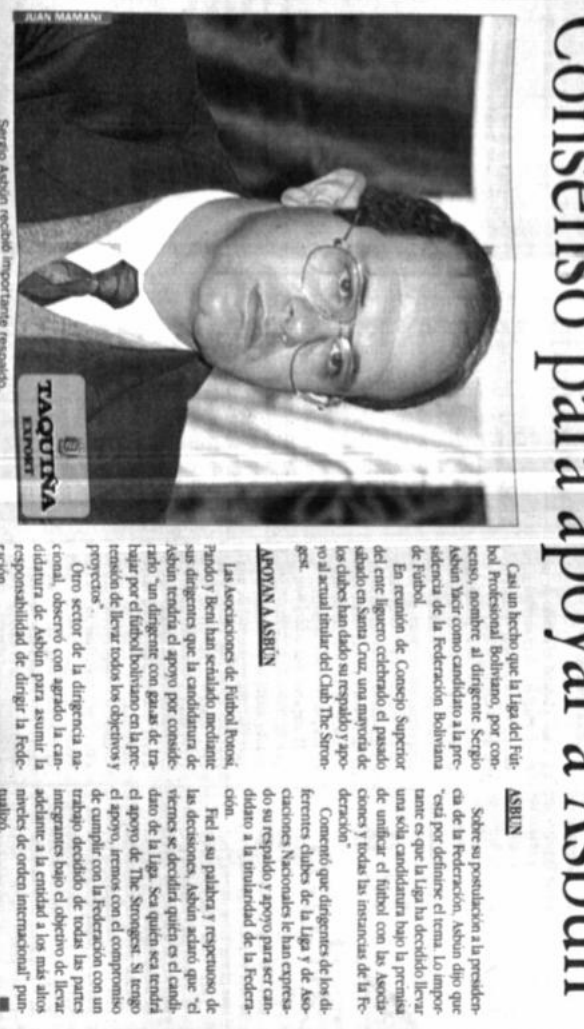 Consenso para apoyar a Asbún
JUAN MAMANI
TAQUIÑA
EXPORT
Sergio Asbún recibió importante respaldo.
Casi un hecho que la Liga del Fút-
bol Profesional Boliviano, por con-
senso, nombre al dirigente Sergio
Asbún Yacir como candidato a la pre-
sidencia de la Federación Boliviana
de Fútbol.
En reunión de Consejo Superior
del ente liguero celebrado el pasado
sábado en Santa Cruz, una mayoría de
los clubes han dado su respaldo y apo-
yo al actual titular del Club The Stron-
gest.
APOYAN A ASBÚN
Las Asociaciones de Fútbol Potosí,
Pando y Beni han señalado mediante
sus dirigentes que la candidatura de
Asbún tendría el apoyo por conside-
rarlo "un dirigente con ganas de tra-
bajar por el fútbol boliviano en la pre-
tensión de llevar todos los objetivos y
proyectos".
Otro sector de la dirigencia na-
cional, observó con agrado la can-
didatura de Asbún para asumir la
responsabilidad de dirigir la Fede-
ración.
ASBUN
Sobre su postulación a la presiden-
cia de la Federación, Asbún dijo que
"está por definirse el tema. Lo impor-
tante es que la Liga ha decidido llevar
una sola candidatura bajo la premisa
de unificar el fútbol con las Asocia-
ciones y todas las instancias de la Fe-
deración"
Comentó que dirigentes de los di-
ferentes clubes de la Liga y de Aso-
ciaciones Nacionales le han expresa-
do su respaldo y apoyo para ser can-
didato a la titularidad de la Federa-
ción.
Fiel a su palabra y respetuoso de
las decisiones, Asbún aclaró que "el
viernes se decidirá quien es el candi-
dato de la Liga. Sea quién sea tendrá
el apoyo de The Strongest. Si tengo
el apoyo, iremos con el compromiso
de cumplir con la Federación con un
trabajo decidido de todas las partes
integrantes bajo el objetivo de llevar
adelante a la entidad a los más altos
niveles de orden internacional" pun-
tualizó.